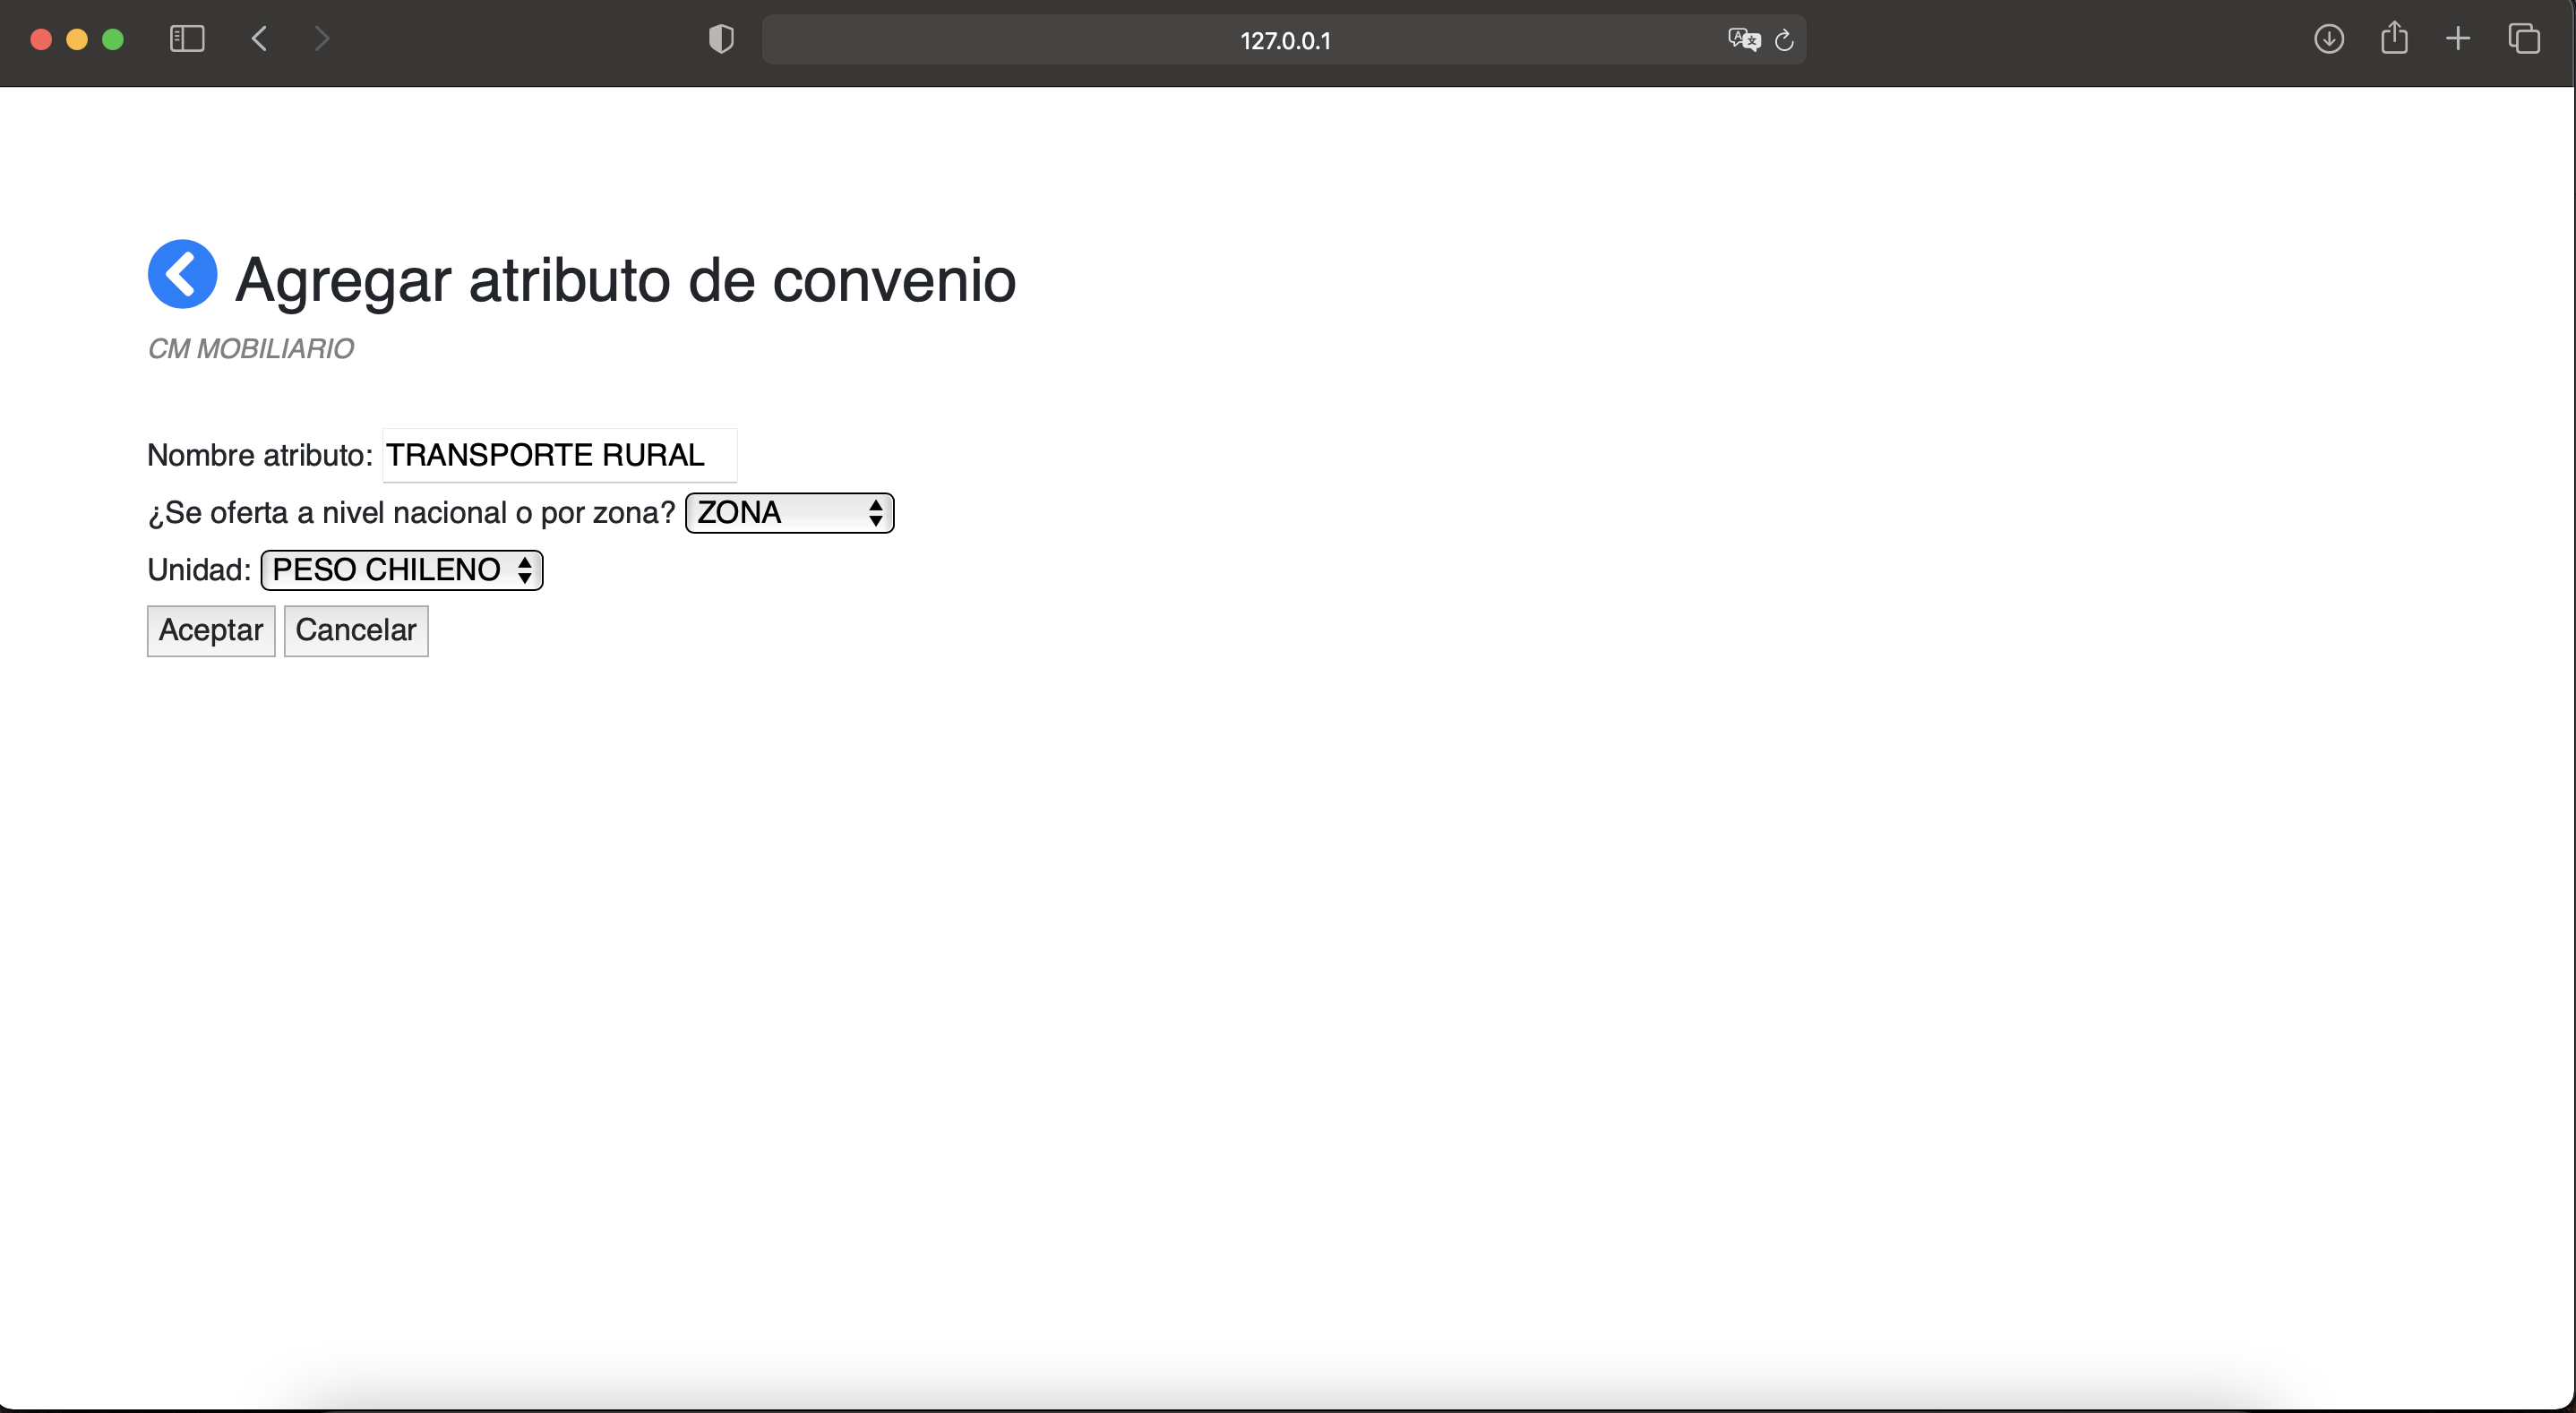 127.0.0.1
Agregar atributo de convenio
CM MOBILIARIO
Nombre atributo: TRANSPORTE RURAL
¿Se oferta a nivel nacional o por zona? ZONA
Unidad: PESO CHILENO
Aceptar Cancelar